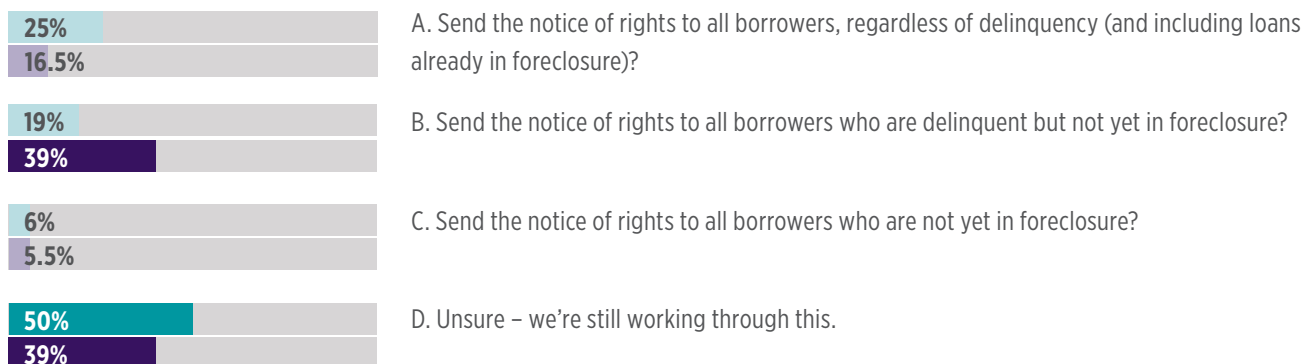 25%
A. Send the notice of rights to all borrowers, regardless of delinquency (and including loans
16.5%
already in foreclosure)?
19%
B. Send the notice of rights to all borrowers who are delinquent but not yet in foreclosure?
39%
6%
C. Send the notice of rights to all borrowers who are not yet in foreclosure?
5.5%
50%
D. Unsure – we’re still working through this.
39%